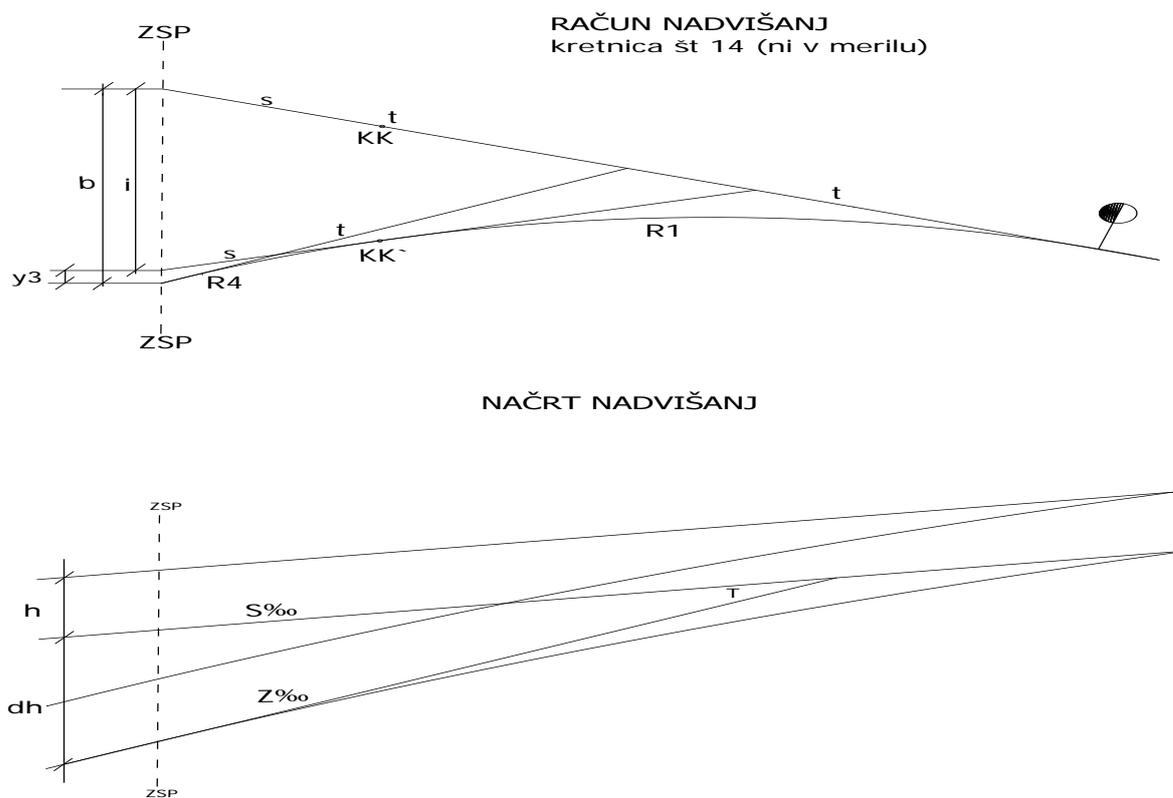 ZSP
RAČUN NADVIŠANJ
kretnica št 14 (ni v merilu)
s
t
KK
b
i
t
t
R1
s
KK`
y3
R4
ZSP
NAČRT NADVIŠANJ
ZSP
T
h
S‰
Z‰
dh
ZSP